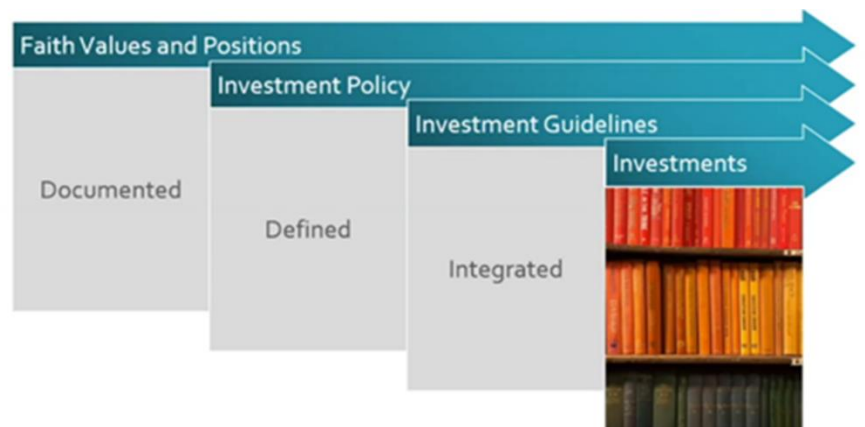 Faith Values and Positions
Investment Policy
Investment Guidelines
Investments
Documented
Defined
Integrated